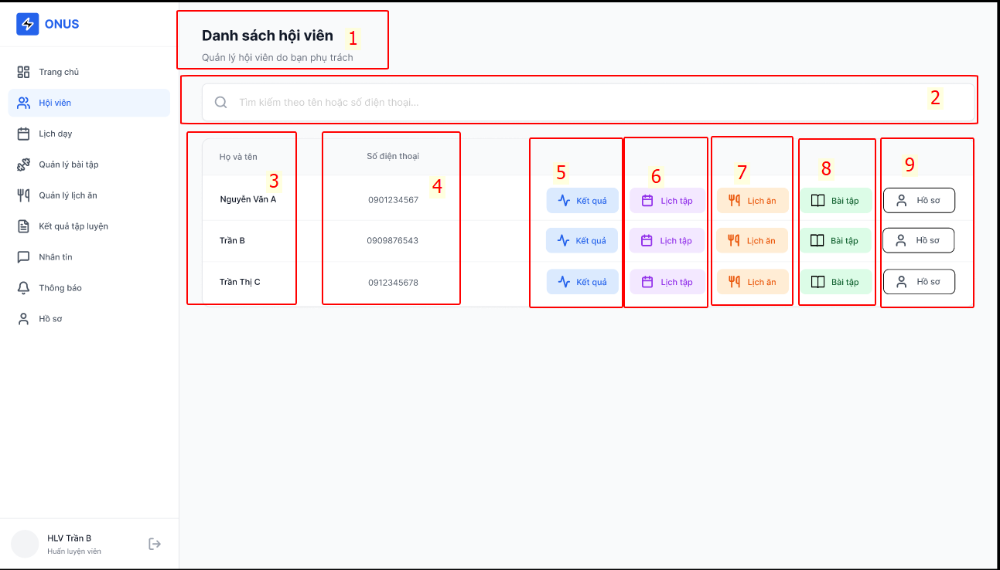 ONUS
Trang chủ
Hội viên
Lịch dạy
Quản lý bài tập
Quản lý lịch ăn
Kết quả tập luyện
Nhắn tin
Thông báo
Hồ sơ
HLV Trần B
Huấn luyện viên
Danh sách hội viên 1
Quản lý hội viên do bạn phụ trách
Tìm kiếm theo tên hoặc số điện thoại... 2
Họ và tên Số điện thoại
3 4 5 6 7 8 9
Nguyễn Văn A 0901234567 Kết quả Lịch tập Lịch ăn Bài tập Hồ sơ
Trần B 0909876543 Kết quả Lịch tập Lịch ăn Bài tập Hồ sơ
Trần Thị C 0912345678 Kết quả Lịch tập Lịch ăn Bài tập Hồ sơ